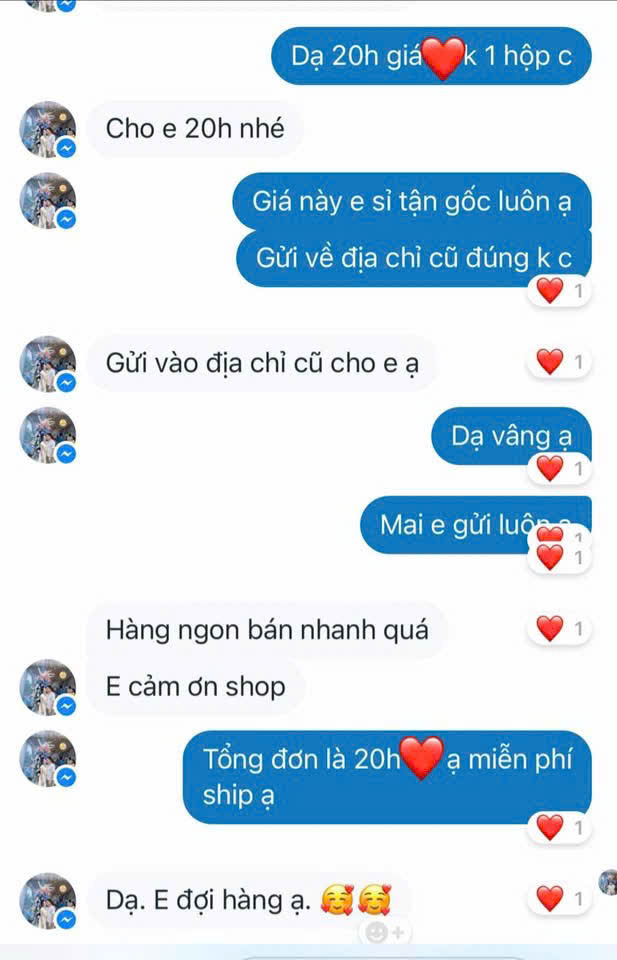 Dạ 20h giá k 1 hộp c
Cho e 20h nhé
Giá này e sỉ tận gốc luôn ạ
Gửi về địa chỉ cũ đúng k c
1
Gửi vào địa chỉ cũ cho e ạ
1
Dạ vâng ạ
1
Mai e gửi luôn ạ
1
1
Hàng ngon bán nhanh quá
1
E cảm ơn shop
Tổng đơn là 20h ạ miễn phí
ship ạ
1
Dạ. E đợi hàng ạ.
1